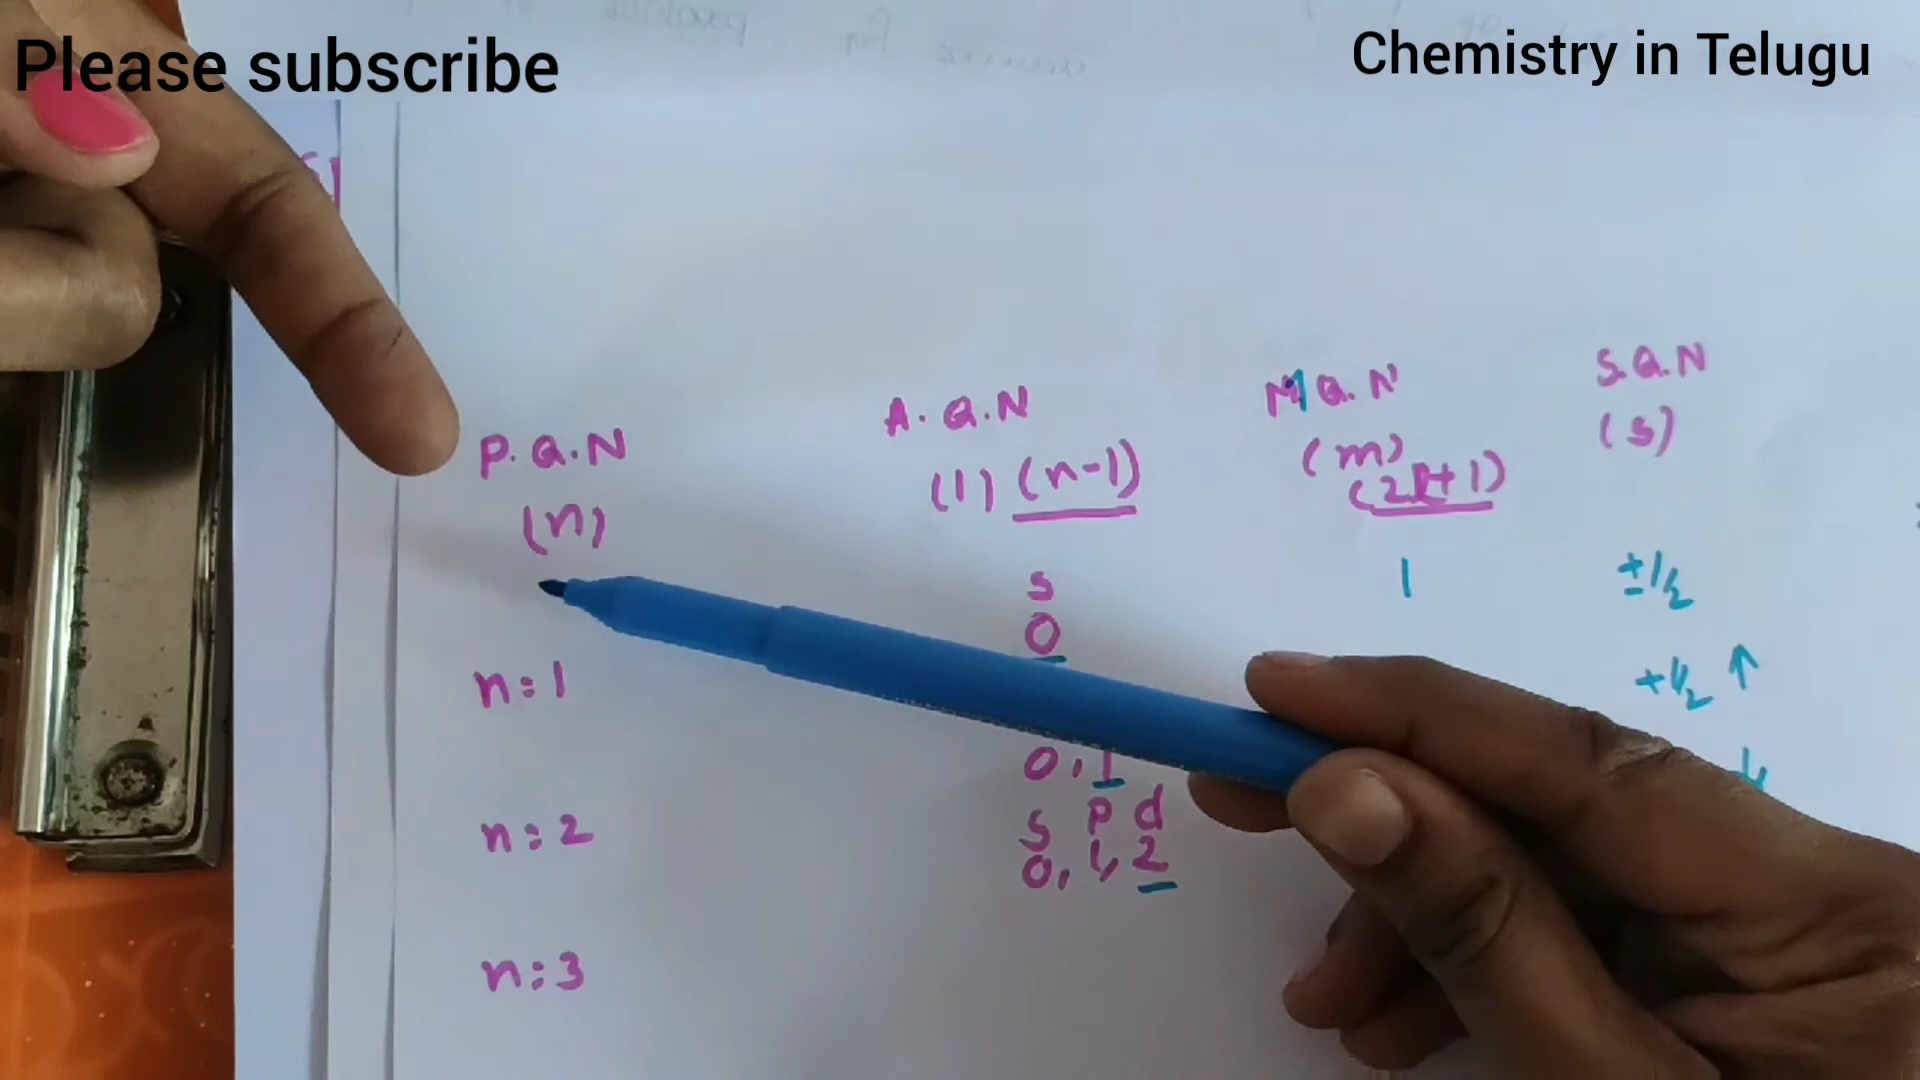 Please subscribe
Chemistry in Telugu
P.Q.N
(n)
A.Q.N
(l) (n-1)
M.Q.N
(m)
(2l+1)
S.Q.N
(s)
s
0
1
±1/2
n=1
+1/2 ↑
0, 1
↓
n=2
s p d
0, 1, 2
n=3